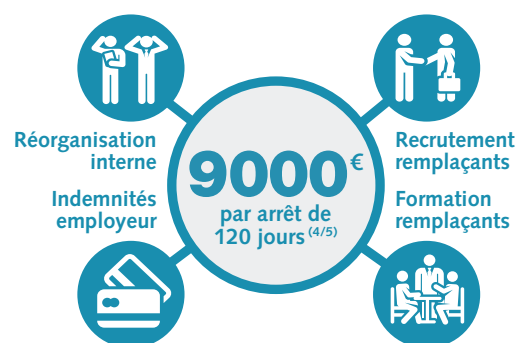 Réorganisation
interne
Recrutement
remplaçants
9000€
par arrêt de
120 jours (4/5)
Indemnités
employeur
Formation
remplaçants